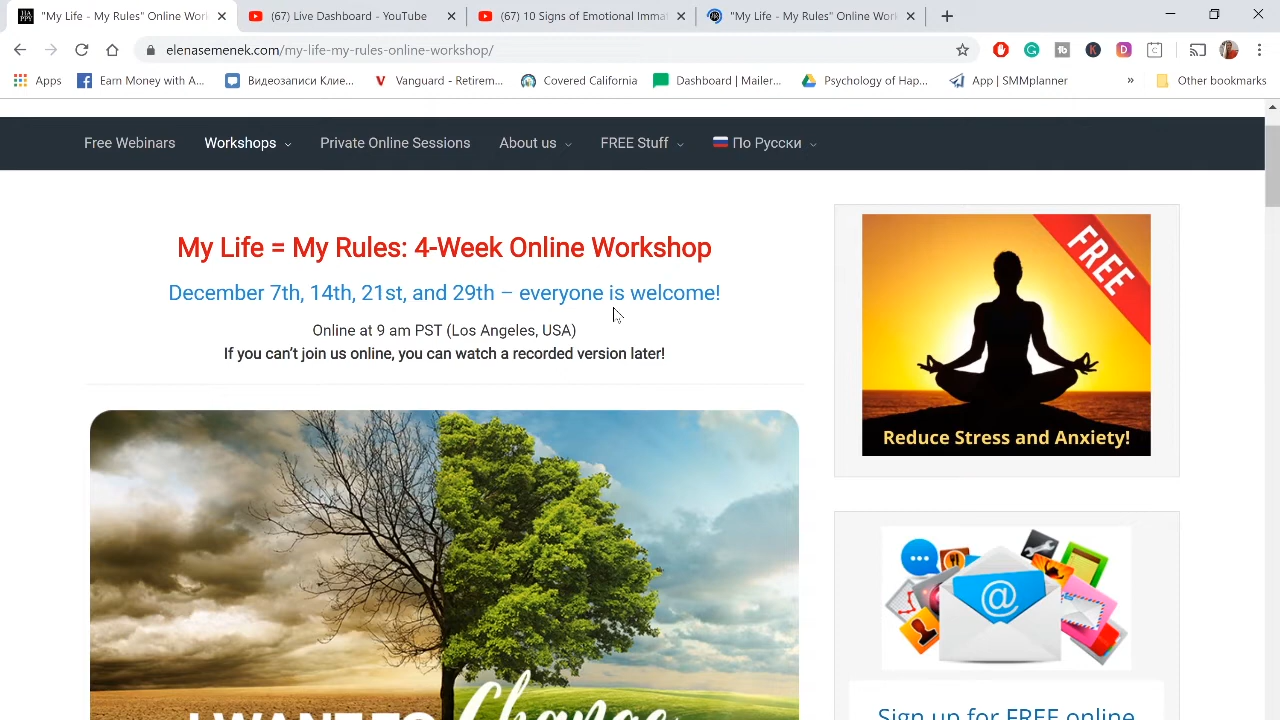 "My Life - My Rules" Online Wor
(67) Live Dashboard - YouTube
(67) 10 Signs of Emotional Imma
"My Life - My Rules" Online Wor
elenasemenek.com/my-life-my-rules-online-workshop/
Apps
Earn Money with A...
Видеозаписи Клие...
Vanguard - Retirem...
Covered California
Dashboard | Mailer...
Psychology of Hap...
App | SMMplanner
»
Other bookmarks
Free Webinars
Workshops
Private Online Sessions
About us
FREE Stuff
По Русски
My Life = My Rules: 4-Week Online Workshop
December 7th, 14th, 21st, and 29th – everyone is welcome!
Online at 9 am PST (Los Angeles, USA)
If you can’t join us online, you can watch a recorded version later!
I WANT TO Change
FREE
Reduce Stress and Anxiety!
@
Sign up for FREE online